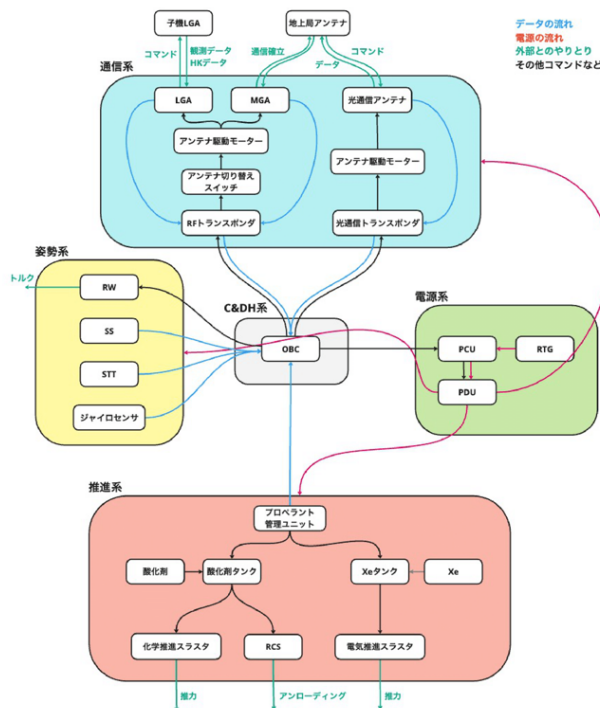 子機LGA
地上局アンテナ
データの流れ
電源の流れ
外部とのやりとり
その他コマンドなど
コマンド
観測データ
HKデータ
通信確立
データ
コマンド
通信系
LGA
MGA
光通信アンテナ
アンテナ駆動モーター
アンテナ駆動モーター
アンテナ切り替え
スイッチ
RFトランスポンダ
光通信トランスポンダ
姿勢系
トルク
RW
SS
STT
ジャイロセンサ
C&DH系
OBC
電源系
PCU
RTG
PDU
推進系
プロペラント
管理ユニット
酸化剤
酸化剤タンク
Xeタンク
Xe
化学推進スラスタ
RCS
電気推進スラスタ
推力
アンローディング
推力